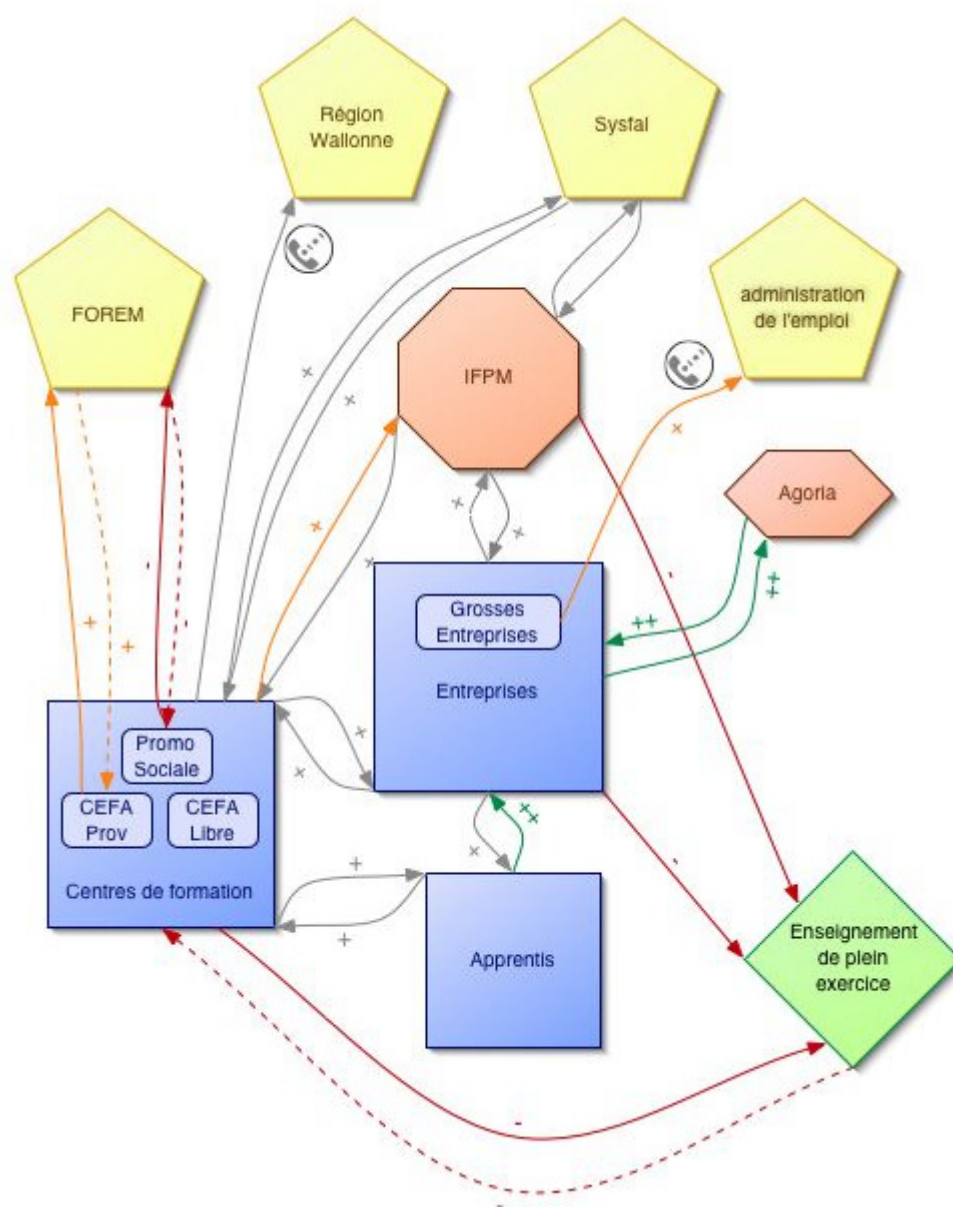 Région
Wallonne
Sysfal
FOREM
administration
de l'emploi
IFPM
Agoria
Grosses
Entreprises
Entreprises
Promo
Sociale
CEFA
Prov
CEFA
Libre
Centres de formation
Apprentis
Enseignement
de plein
exercice
+
+
+
+
+
+
+
+
+
+
++
++
-
-
-
+
+
++
+
+
+
-
-
-